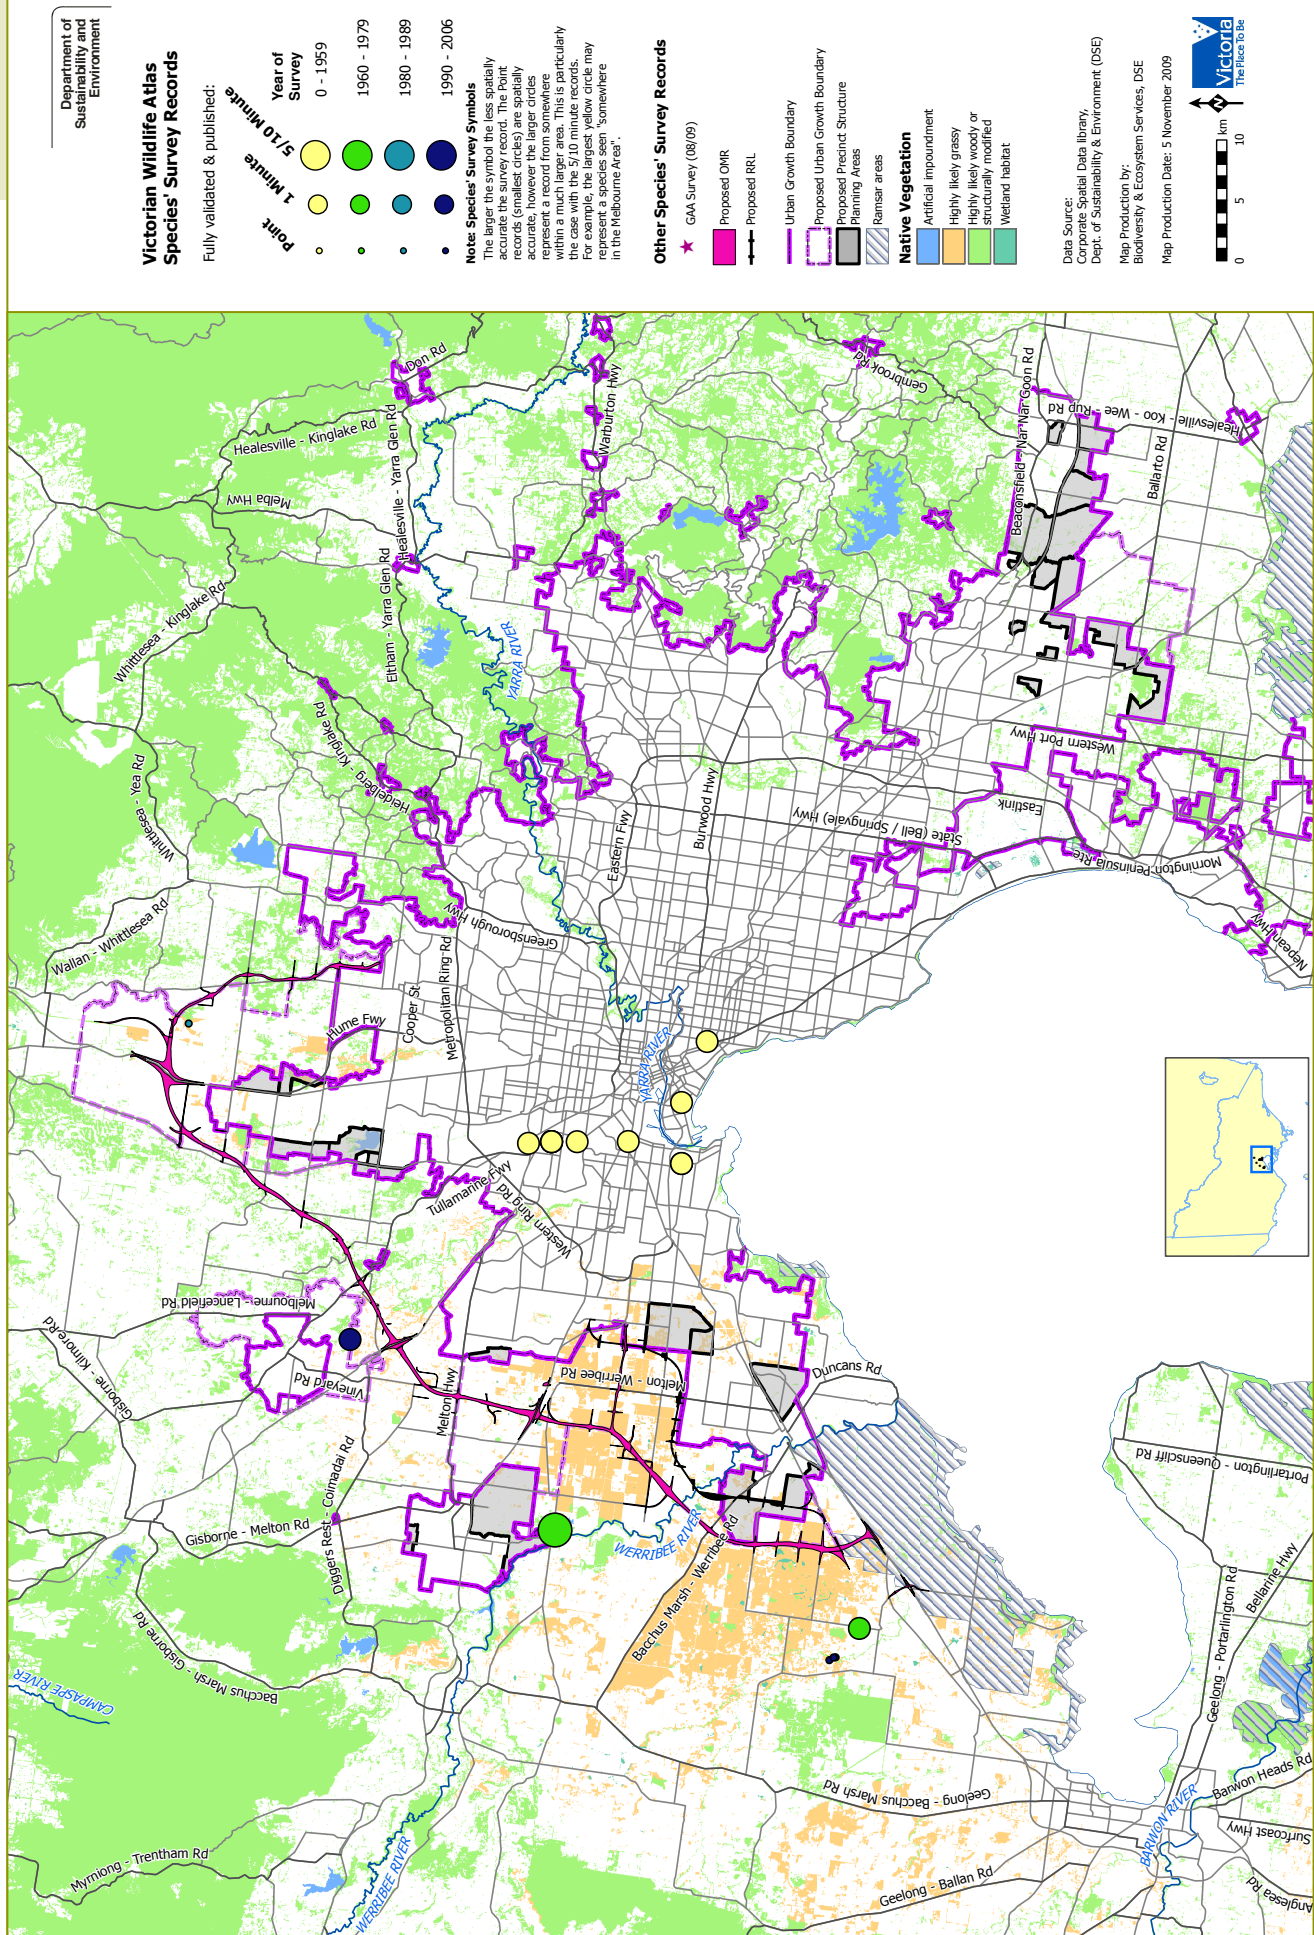 Department of
Sustainability and
Environment
Victorian Wildlife Atlas
Species' Survey Records
Fully validated & published:
Point
1 Minute
5/10 Minute
Year of
Survey
0 - 1959
1960 - 1979
1980 - 1989
1990 - 2006
Note: Species' Survey Symbols
The larger the symbol the less spatially
accurate the survey record. The Point
records (smallest circles) are spatially
accurate, however the larger circles
represent a record from somewhere
within a much larger area. This is particularly
the case with the 5/10 minute records.
For example, the largest yellow circle may
represent a species seen "somewhere
in the Melbourne Area".
Other Species' Survey Records
GAA Survey (08/09)
Proposed OMR
Proposed RRL
Urban Growth Boundary
Proposed Urban Growth Boundary
Proposed Precinct Structure
Planning Areas
Ramsar areas
Native Vegetation
Artificial impoundment
Highly likely grassy
Highly likely woody or
structurally modified
Wetland habitat
Data Source:
Corporate Spatial Data library,
Dept. of Sustainability & Environment (DSE)
Map Production by:
Biodiversity & Ecosystem Services, DSE
Map Production Date: 5 November 2009
0 5 10 km
N
Victoria
The Place To Be
Don Rd
Healesville - Kinglake Rd
Melba Hwy
Healesville - Yarra Glen Rd
Eltham - Yarra Glen Rd
Warburton Hwy
Gembrook Rd
Beaconsfield - Nar Nar Goon Rd
Healesville - Koo - Wee - Rup Rd
Ballarto Rd
Whittlesea - Kinglake Rd
YARRA RIVER
Heidelberg - Kinglake Rd
Whittlesea - Yea Rd
Western Port Hwy
Eastlink
Burwood Hwy
Eastern Fwy
State (Bell / Springvale) Hwy
Mornington Peninsula Rte
Nepean Hwy
Wallan - Whittlesea Rd
Greensborough Hwy
Metropolitan Ring Rd
Cooper St
Hume Fwy
YARRA RIVER
Tullamarine Fwy
Western Ring Rd
Melbourne - Lancefield Rd
Gisborne - Kilmore Rd
Vineyard Rd
Melton Hwy
Melton - Werribee Rd
Duncans Rd
Diggers Rest - Coimadai Rd
Gisborne - Melton Rd
WERRIBEE RIVER
Bacchus Marsh - Werribee Rd
Portarlington - Queenscliff Rd
Bacchus Marsh - Gisborne Rd
CAMPASPE RIVER
Geelong - Portarlington Rd
Bellarine Hwy
Geelong - Bacchus Marsh Rd
Barwon Heads Rd
BARWON RIVER
Surfcoast Hwy
Myrniong - Trentham Rd
WERRIBEE RIVER
Geelong - Ballan Rd
Anglesea Rd